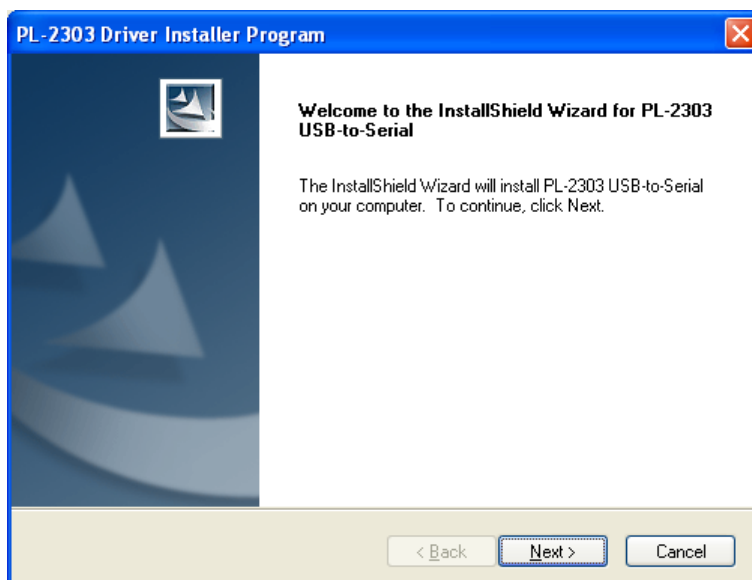 PL-2303 Driver Installer Program
Welcome to the InstallShield Wizard for PL-2303
USB-to-Serial
The InstallShield Wizard will install PL-2303 USB-to-Serial
on your computer.  To continue, click Next.
< Back
Next >
Cancel